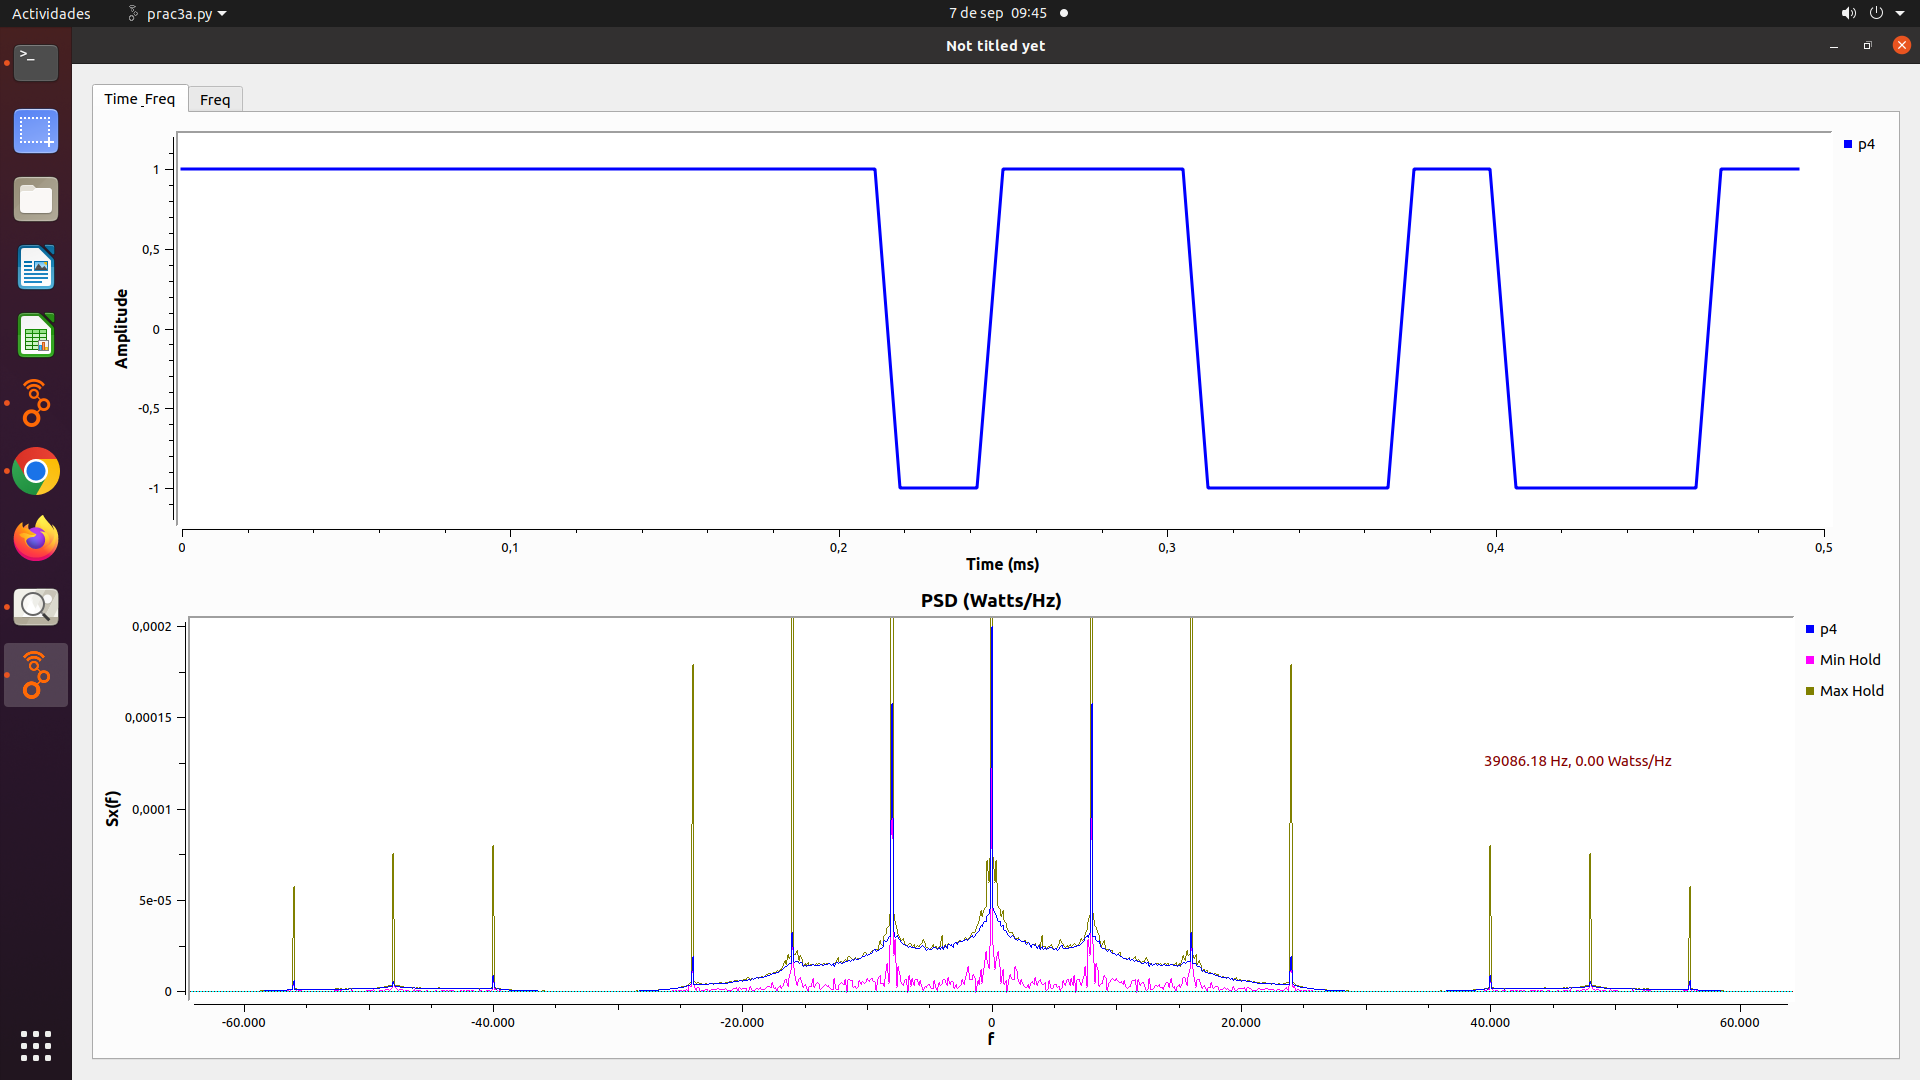 Actividades prac3a.py 7 de sep 09:45
Not titled yet
Time_Freq Freq
p4
1
0,5
0
-0,5
-1
Amplitude
0 0,1 0,2 0,3 0,4 0,5
Time (ms)
PSD (Watts/Hz)
0,0002
0,00015
0,0001
5e-05
0
Sx(f)
p4
Min Hold
Max Hold
39086.18 Hz, 0.00 Watss/Hz
-60.000 -40.000 -20.000 0 20.000 40.000 60.000
f